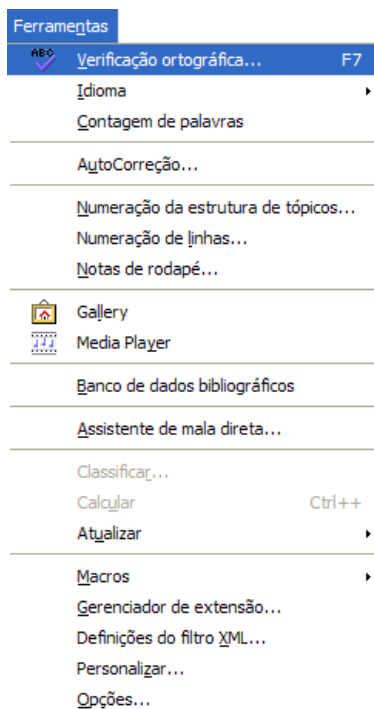 Ferramentas
ABC Verificação ortográfica... F7
Idioma
Contagem de palavras
AutoCorreção...
Numeração da estrutura de tópicos...
Numeração de linhas...
Notas de rodapé...
Gallery
Media Player
Banco de dados bibliográficos
Assistente de mala direta...
Classificar...
Calcular Ctrl++
Atualizar
Macros
Gerenciador de extensão...
Definições do filtro XML...
Personalizar...
Opções...